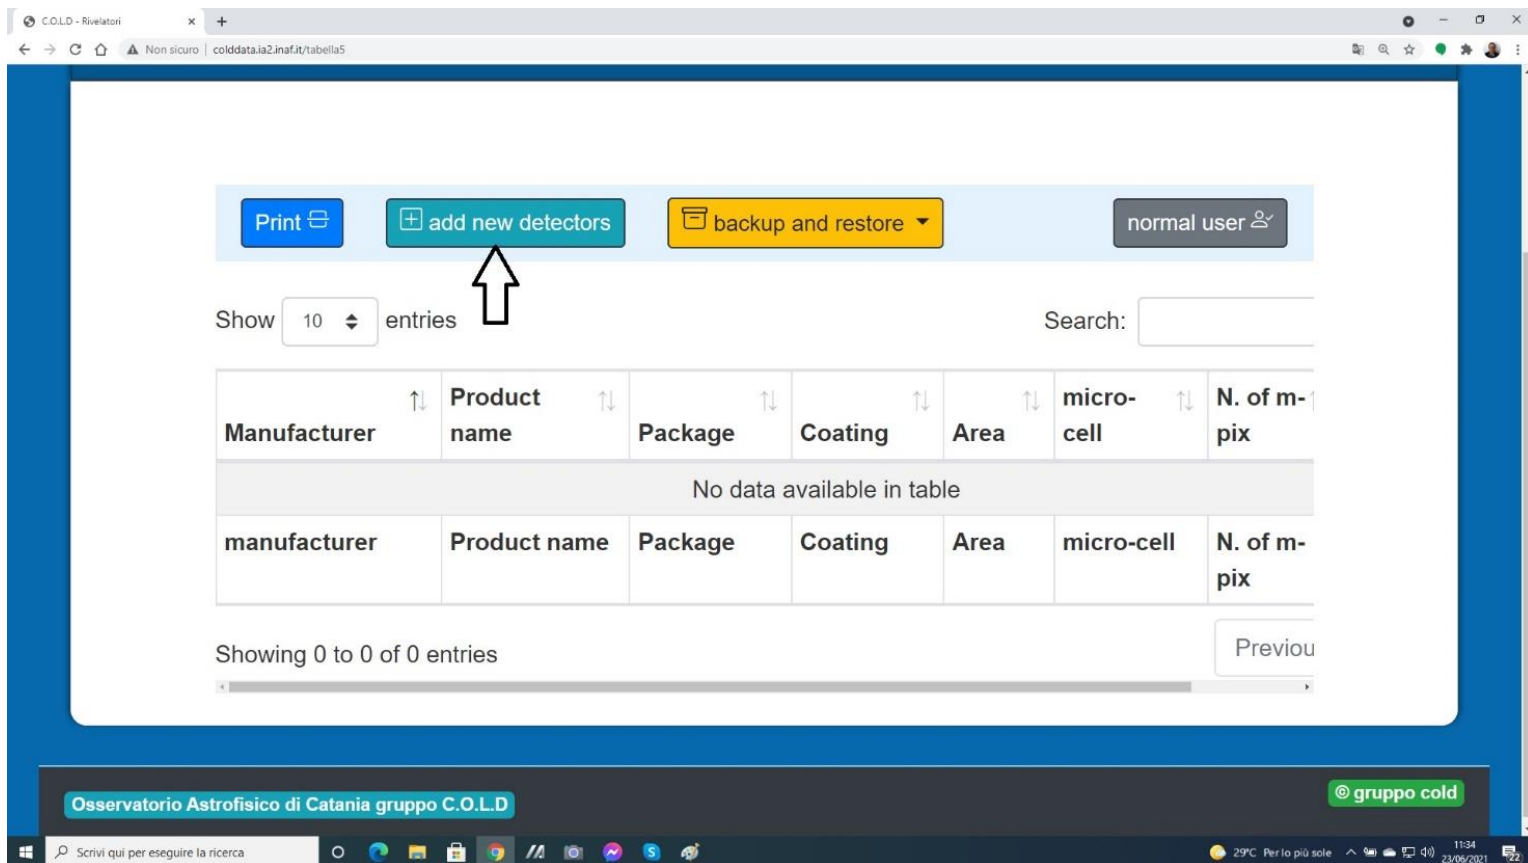 C.O.L.D - Rivelatori
Non sicuro | colddata.ia2.inaf.it/tabella5
Print add new detectors backup and restore normal user
Show 10 entries Search:
Manufacturer Product name Package Coating Area micro-cell N. of m-pix
No data available in table
manufacturer Product name Package Coating Area micro-cell N. of m-pix
Showing 0 to 0 of 0 entries Previou
Osservatorio Astrofisico di Catania gruppo C.O.L.D © gruppo cold
Scrivi qui per eseguire la ricerca 29°C Per lo più sole 11:34
23/06/2021